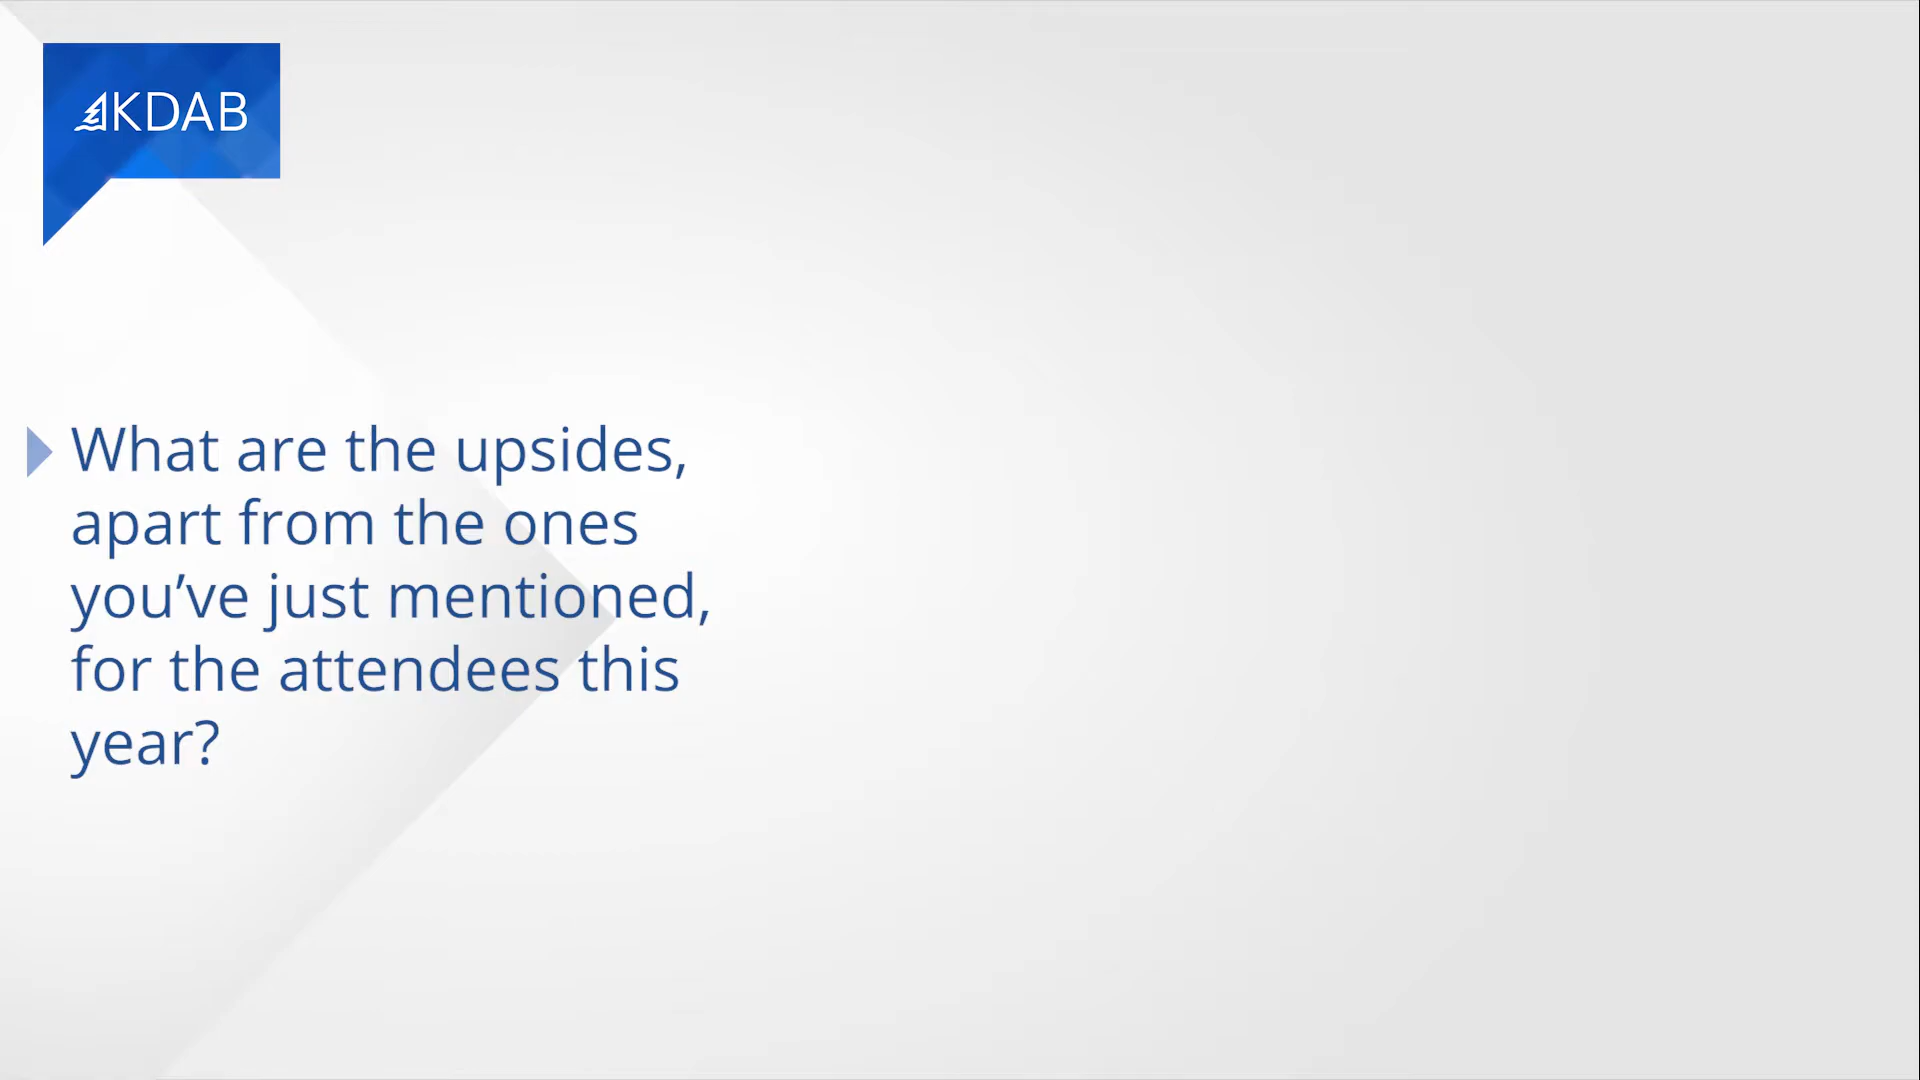 KDAB
What are the upsides,
apart from the ones
you’ve just mentioned,
for the attendees this
year?